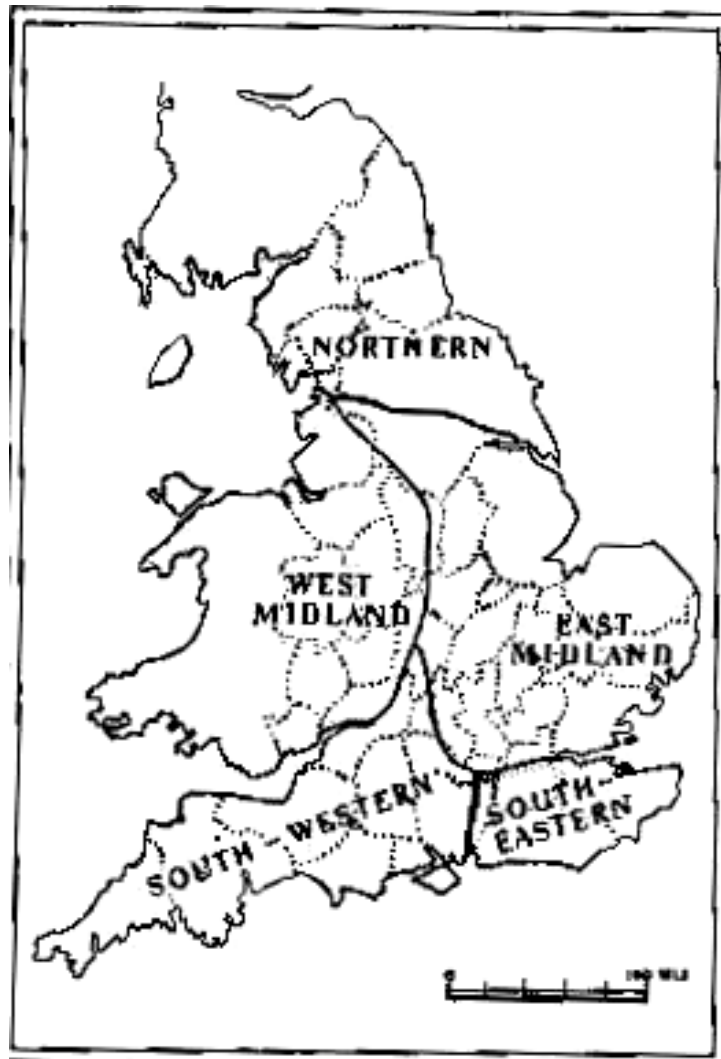 NORTHERN
WEST
MIDLAND
EAST
MIDLAND
SOUTH-WESTERN
SOUTH-
EASTERN
0